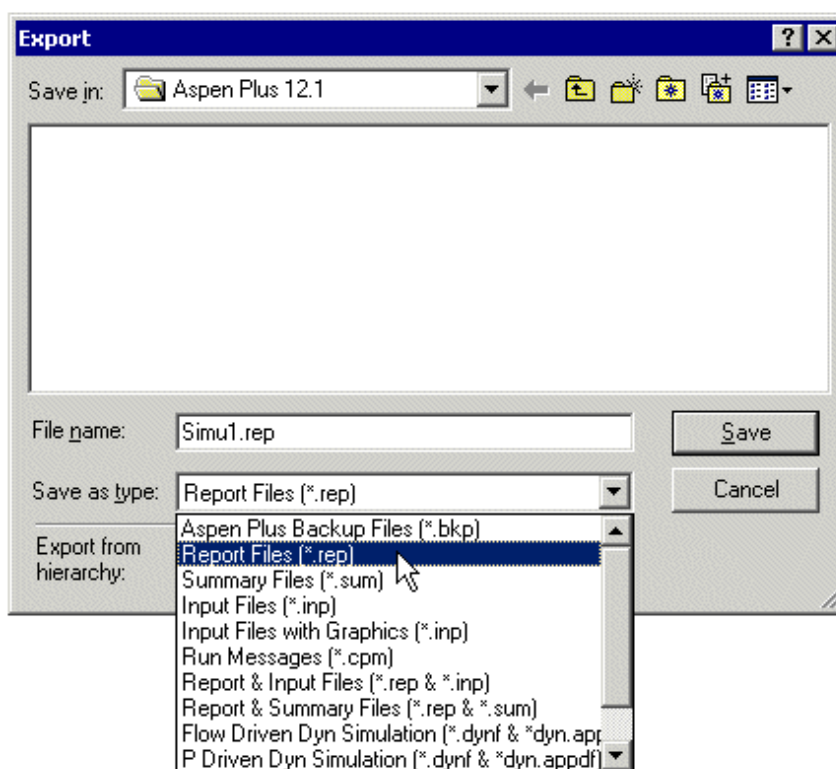 Export
Save in: Aspen Plus 12.1
File name: Simu1.rep Save
Save as type: Report Files (*.rep) Cancel
Export from
hierarchy:
Aspen Plus Backup Files (*.bkp)
Report Files (*.rep)
Summary Files (*.sum)
Input Files (*.inp)
Input Files with Graphics (*.inp)
Run Messages (*.cpm)
Report & Input Files (*.rep & *.inp)
Report & Summary Files (*.rep & *.sum)
Flow Driven Dyn Simulation (*.dynf & *dyn.app
P Driven Dyn Simulation (*.dynf & *dyn.appdf)